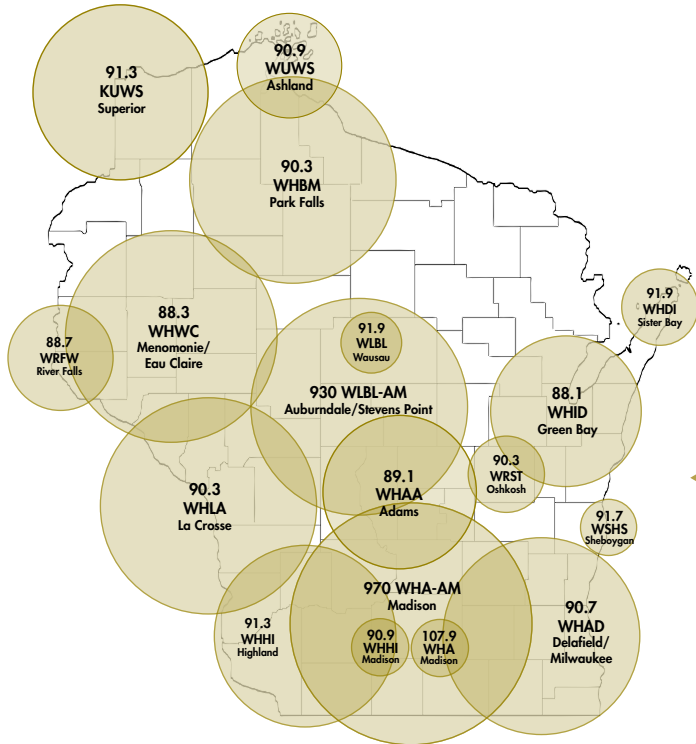 91.3
KUWS
Superior
90.9
WUWS
Ashland
90.3
WHBM
Park Falls
88.3
WHWC
Menomonie/
Eau Claire
88.7
WRFW
River Falls
91.9
WLBL
Wausau
930 WLBL-AM
Auburndale/Stevens Point
91.9
WHDI
Sister Bay
88.1
WHID
Green Bay
90.3
WRST
Oshkosh
89.1
WHAA
Adams
90.3
WHLA
La Crosse
91.7
WSHS
Sheboygan
970 WHA-AM
Madison
91.3
WHHI
Highland
90.9
WHHI
Madison
107.9
WHA
Madison
90.7
WHAD
Delafield/
Milwaukee